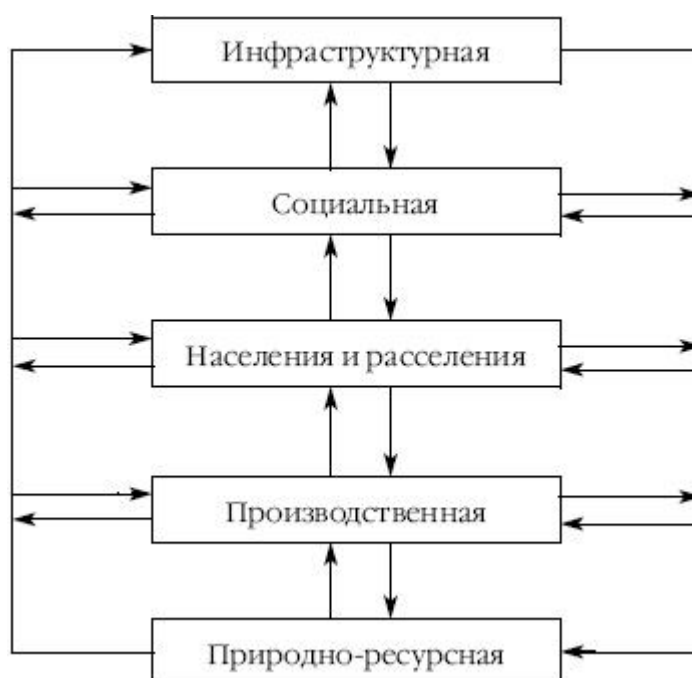 Инфраструктурная
Социальная
Населения и расселения
Производственная
Природно-ресурсная